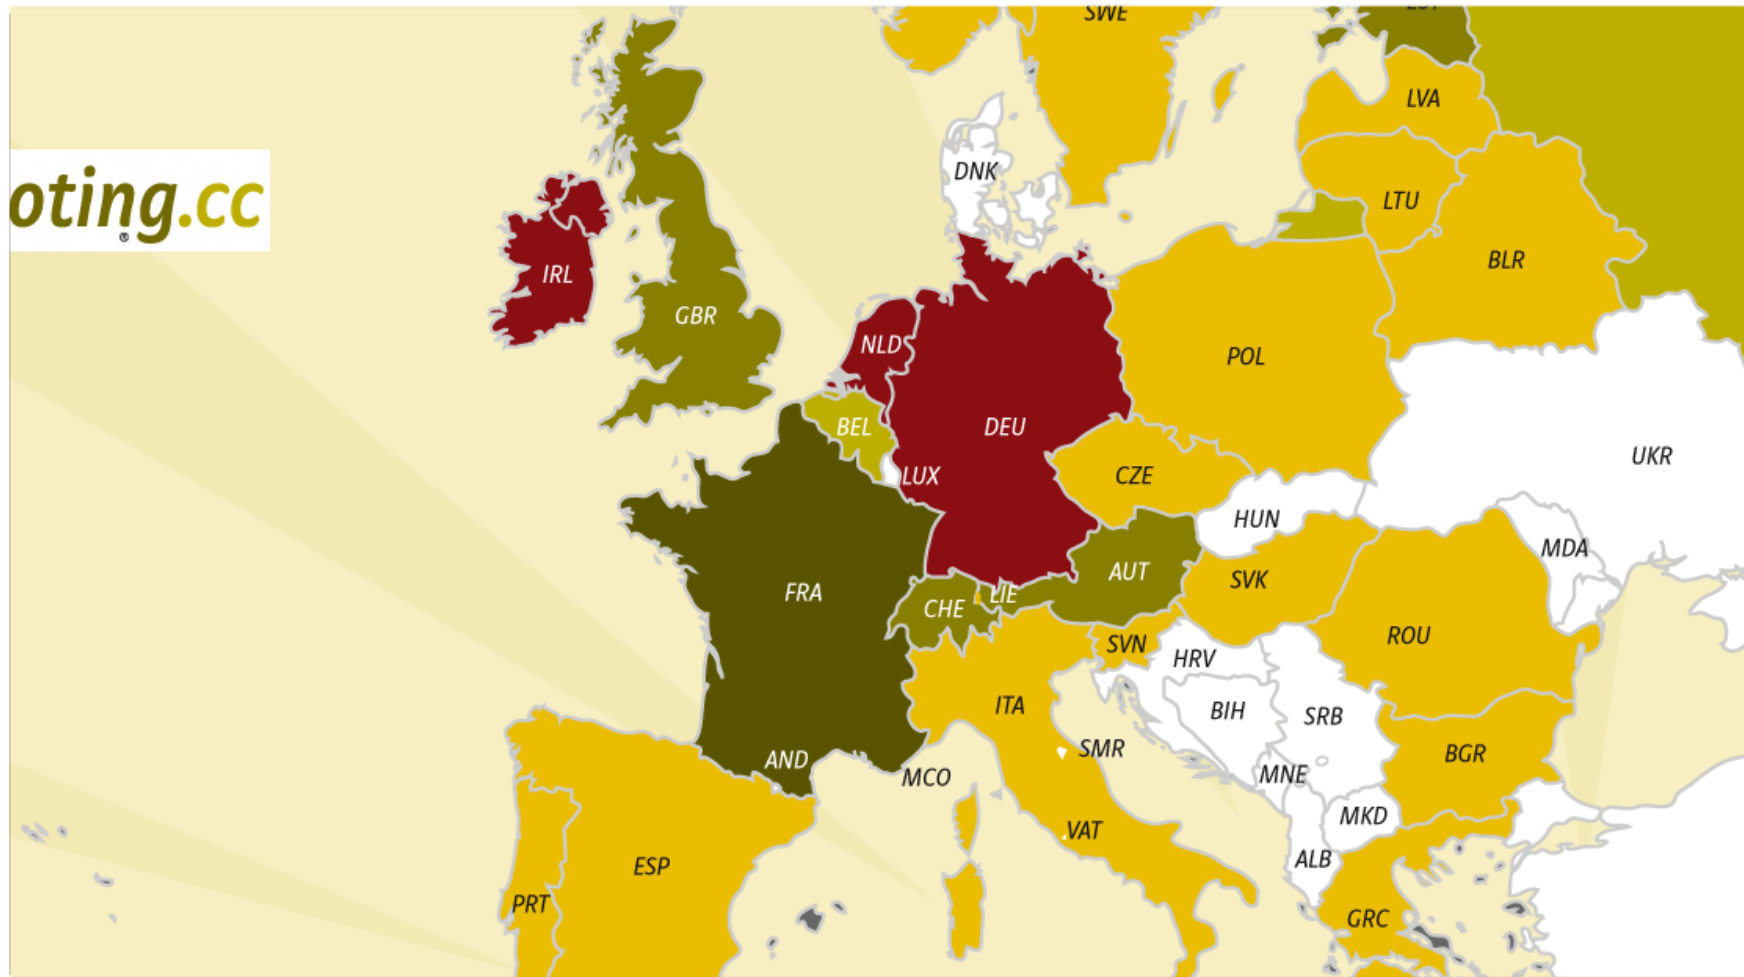 SWE
EST
LVA
oting.cc
®
DNK
LTU
IRL
BLR
GBR
NLD
POL
BEL
DEU
UKR
LUX
CZE
HUN
MDA
AUT
SVK
FRA
CHE
LIE
ROU
SVN
HRV
ITA
BIH
SRB
SMR
BGR
AND
MCO
MNE
MKD
VAT
ALB
ESP
PRT
GRC